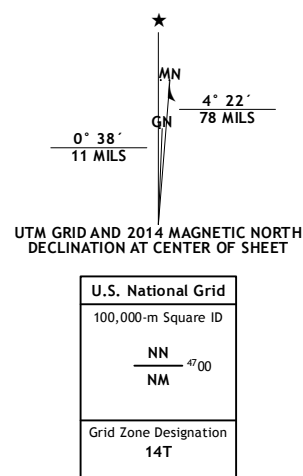 ★
MN
GN
4° 22´
78 MILS
0° 38´
11 MILS
UTM GRID AND 2014 MAGNETIC NORTH
DECLINATION AT CENTER OF SHEET
U.S. National Grid
100,000-m Square ID
NN
⁴⁷00
NM
Grid Zone Designation
14T